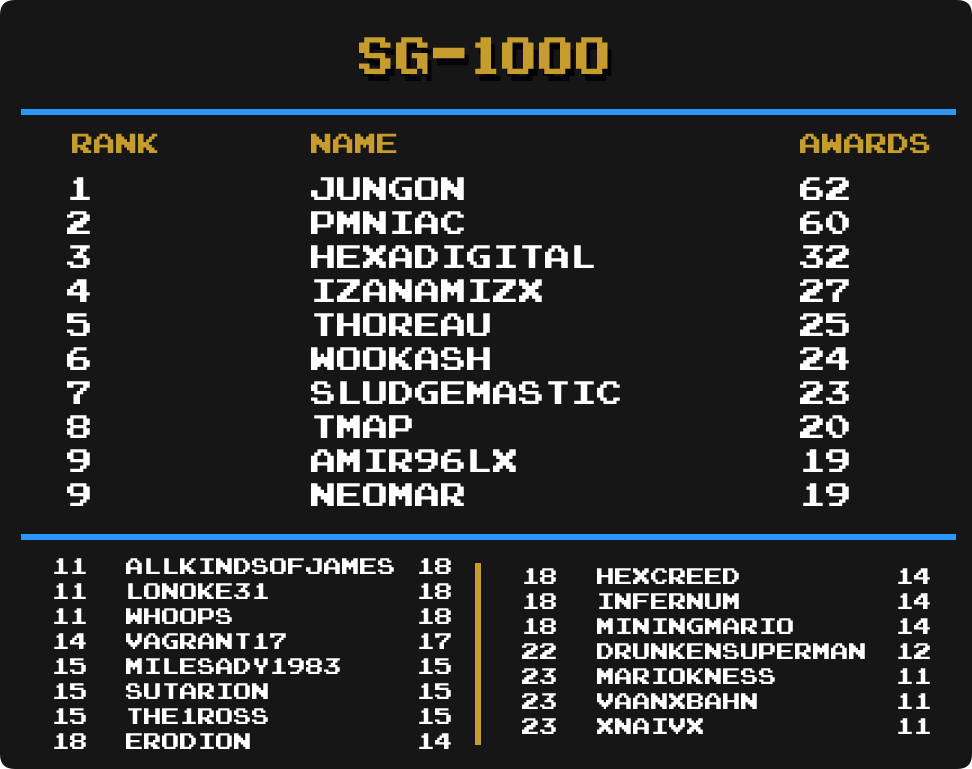 SG-1000
RANK NAME AWARDS
1 JUNGON 62
2 PMNIAC 60
3 HEXADIGITAL 32
4 IZANAMIZX 27
5 THOREAU 25
6 WOOKASH 24
7 SLUDGEMASTIC 23
8 TMAP 20
9 AMIR96LX 19
9 NEOMAR 19
11 ALLKINDSOFJAMES 18
11 LONOKE31 18
11 WHOOPS 18
14 VAGRANT17 17
15 MILESADY1983 15
15 SUTARION 15
15 THE1ROSS 15
18 ERODION 14
18 HEXCREED 14
18 INFERNUM 14
18 MININGMARIO 14
22 DRUNKENSUPERMAN 12
23 MARIOKNESS 11
23 VAANXBAHN 11
23 XNAIVX 11